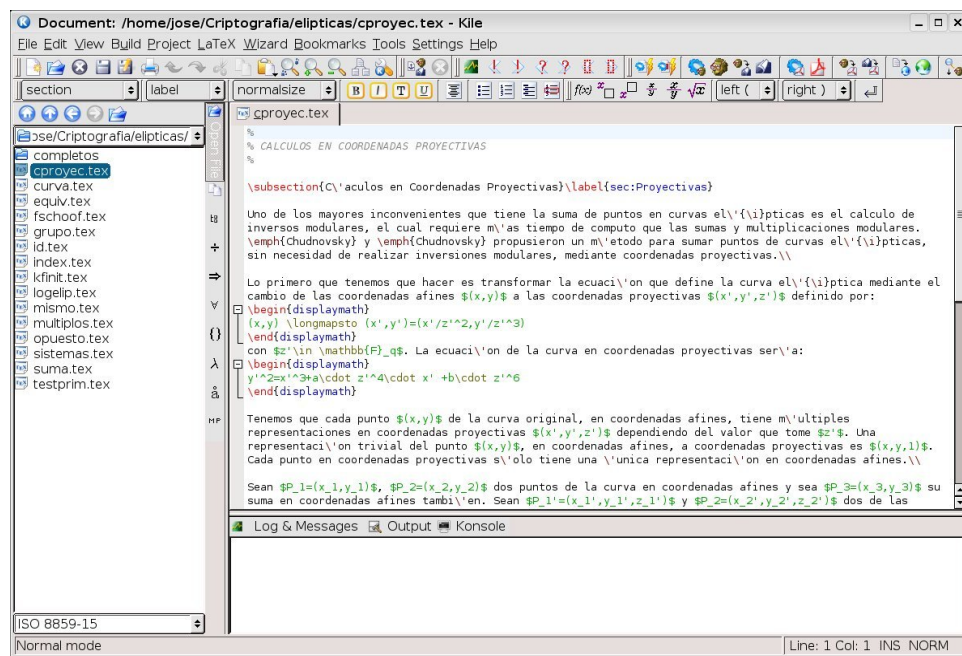 Document: /home/jose/Criptografia/elipticas/cproyec.tex - Kile
File Edit View Build Project LaTeX Wizard Bookmarks Tools Settings Help
section label normalsize B I T U f(x) left ( right )
ose/Criptografia/elipticas/
completos
cproyec.tex
curva.tex
equiv.tex
fschoof.tex
grupo.tex
id.tex
index.tex
kfinit.tex
logelip.tex
mismo.tex
multiplos.tex
opuesto.tex
sistemas.tex
suma.tex
testprim.tex
ISO 8859-15
Open File
÷
⇒
∀
{}
λ
å
MP
cproyec.tex
%
% CALCULOS EN COORDENADAS PROYECTIVAS
%
\subsection{C\'aculos en Coordenadas Proyectivas}\label{sec:Proyectivas}
Uno de los mayores inconvenientes que tiene la suma de puntos en curvas el\'{\i}pticas es el calculo de
inversos modulares, el cual requiere m\'as tiempo de computo que las sumas y multiplicaciones modulares.
\emph{Chudnovsky} y \emph{Chudnovsky} propusieron un m\'etodo para sumar puntos de curvas el\'{\i}pticas,
sin necesidad de realizar inversiones modulares, mediante coordenadas proyectivas.\\
Lo primero que tenemos que hacer es transformar la ecuaci\'on que define la curva el\'{\i}ptica mediante el
cambio de las coordenadas afines $(x,y)$ a las coordenadas proyectivas $(x',y',z')$ definido por:
\begin{displaymath}
(x,y) \longmapsto (x',y')=(x'/z'^2,y'/z'^3)
\end{displaymath}
con $z'\in \mathbb{F}_q$. La ecuaci\'on de la curva en coordenadas proyectivas ser\'a:
\begin{displaymath}
y'^2=x'^3+a\cdot z'^4\cdot x' +b\cdot z'^6
\end{displaymath}
Tenemos que cada punto $(x,y)$ de la curva original, en coordenadas afines, tiene m\'ultiples
representaciones en coordenadas proyectivas $(x',y',z')$ dependiendo del valor que tome $z'$. Una
representaci\'on trivial del punto $(x,y)$, en coordenadas afines, a coordenadas proyectivas es $(x,y,1)$.
Cada punto en coordenadas proyectivas s\'olo tiene una \'unica representaci\'on en coordenadas afines.\\
Sean $P_1=(x_1,y_1)$, $P_2=(x_2,y_2)$ dos puntos de la curva en coordenadas afines y sea $P_3=(x_3,y_3)$ su
suma en coordenadas afines tambi\'en. Sean $P_1'=(x_1',y_1',z_1')$ y $P_2=(x_2',y_2',z_2')$ dos de las
Log & Messages Output Konsole
Normal mode Line: 1 Col: 1 INS NORM